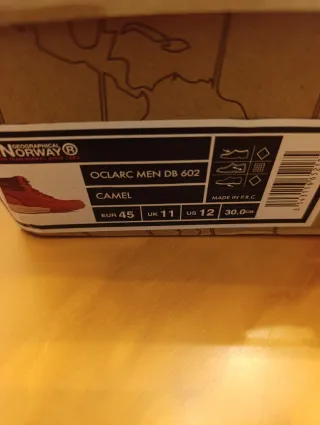 GEOGRAPHICAL
NORWAY®
OCLARC MEN DB 602
CAMEL
MADE IN P.R.C
EUR 45 UK 11 US 12 30.0CM